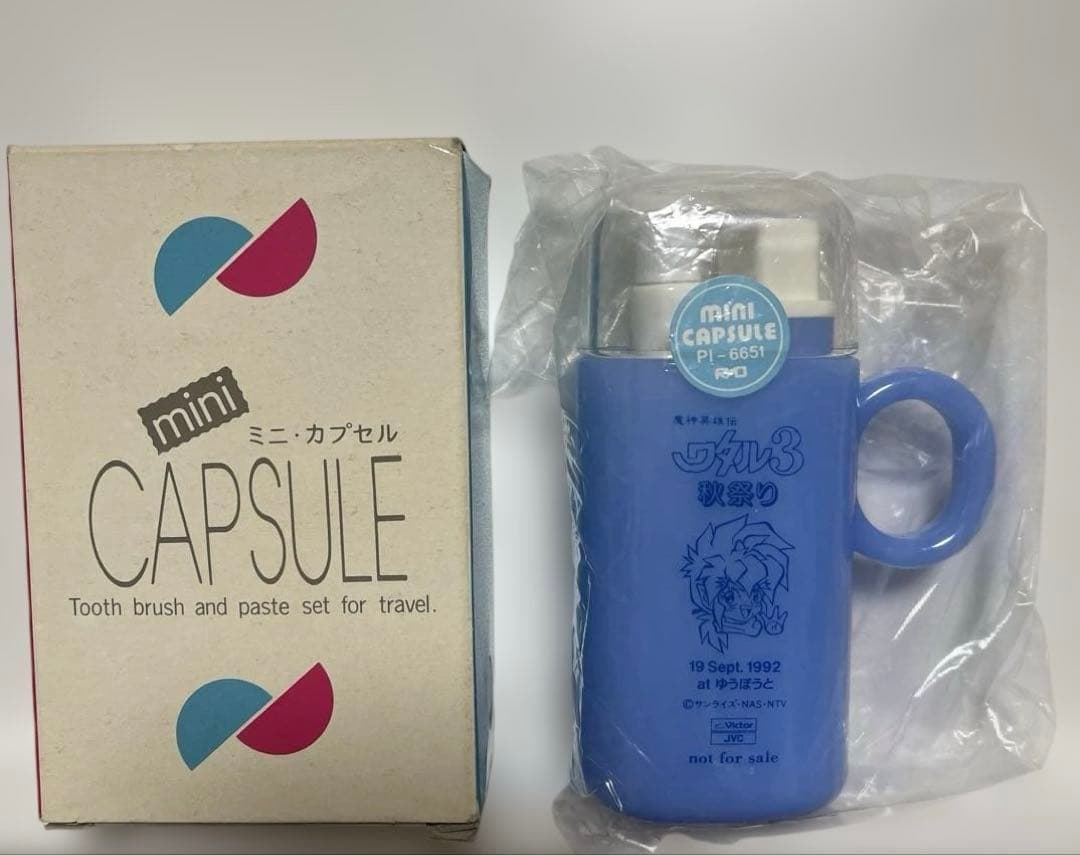 mini
ミニ・カプセル
CAPSULE
Tooth brush and paste set for travel.
MINI
CAPSULE
PI-6651
魔神英雄伝
ワタル3
秋祭り
19 Sept. 1992
at ゆうぽうと
©サンライズ・NAS・NTV
Victor
JVC
not for sale